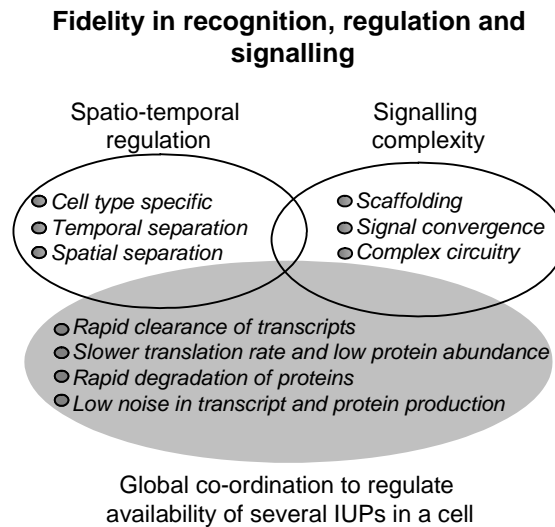 Fidelity in recognition, regulation and
signalling
Spatio-temporal
regulation
Signalling
complexity
Cell type specific
Temporal separation
Spatial separation
Scaffolding
Signal convergence
Complex circuitry
Rapid clearance of transcripts
Slower translation rate and low protein abundance
Rapid degradation of proteins
Low noise in transcript and protein production
Global co-ordination to regulate
availability of several IUPs in a cell